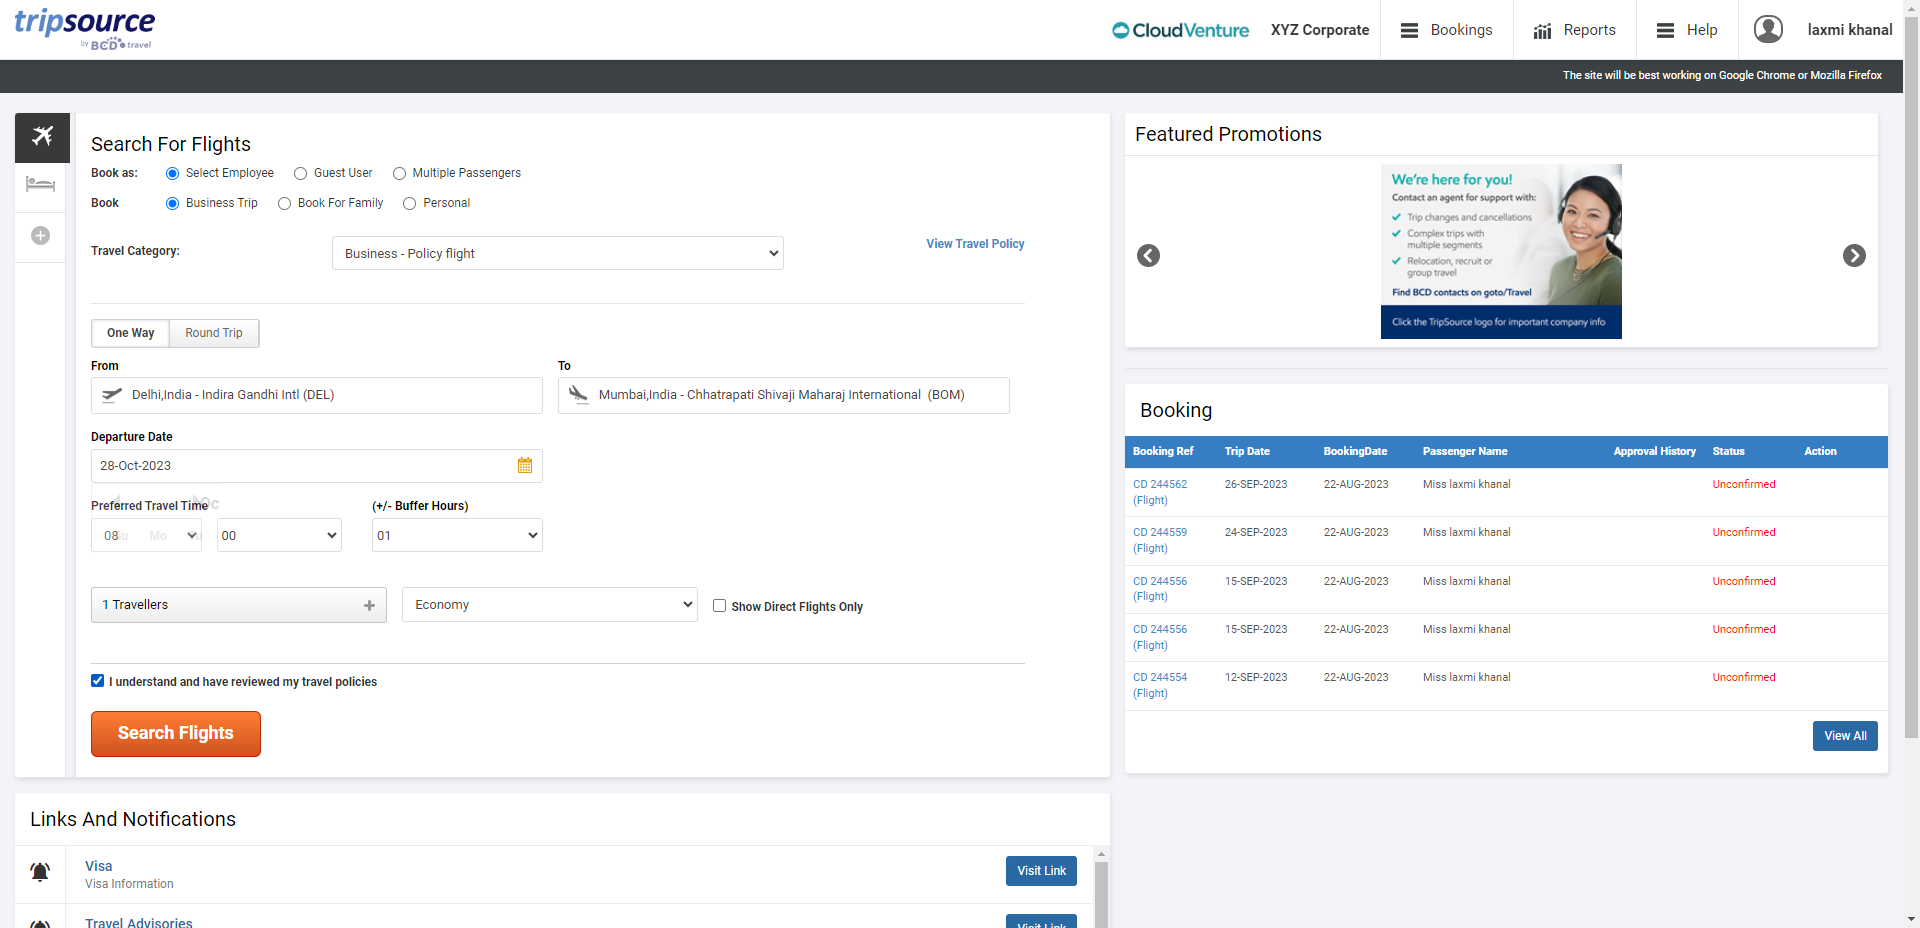 tripsource
by BCD travel
CloudVenture
XYZ Corporate
Bookings
Reports
Help
laxmi khanal
The site will be best working on Google Chrome or Mozilla Firefox
Search For Flights
Book as:
Select Employee
Guest User
Multiple Passengers
Book
Business Trip
Book For Family
Personal
Travel Category:
Business - Policy flight
View Travel Policy
One Way
Round Trip
From
To
Delhi,India - Indira Gandhi Intl (DEL)
Mumbai,India - Chhatrapati Shivaji Maharaj International (BOM)
Departure Date
28-Oct-2023
Preferred Travel Time
Oc
(+/- Buffer Hours)
08
Mo
00
01
1 Travellers
Economy
Show Direct Flights Only
I understand and have reviewed my travel policies
Search Flights
Featured Promotions
We're here for you!
Contact an agent for support with:
Trip changes and cancellations
Complex trips with
multiple segments
Relocation, recruit or
group travel
Find BCD contacts on goto/Travel
Click the TripSource logo for important company info
Booking
Booking Ref Trip Date BookingDate Passenger Name Approval History Status Action
CD 244562 26-SEP-2023 22-AUG-2023 Miss laxmi khanal Unconfirmed
(Flight)
CD 244559 24-SEP-2023 22-AUG-2023 Miss laxmi khanal Unconfirmed
(Flight)
CD 244556 15-SEP-2023 22-AUG-2023 Miss laxmi khanal Unconfirmed
(Flight)
CD 244556 15-SEP-2023 22-AUG-2023 Miss laxmi khanal Unconfirmed
(Flight)
CD 244554 12-SEP-2023 22-AUG-2023 Miss laxmi khanal Unconfirmed
(Flight)
View All
Links And Notifications
Visa
Visa Information
Visit Link
Travel Advisories
Visit Link